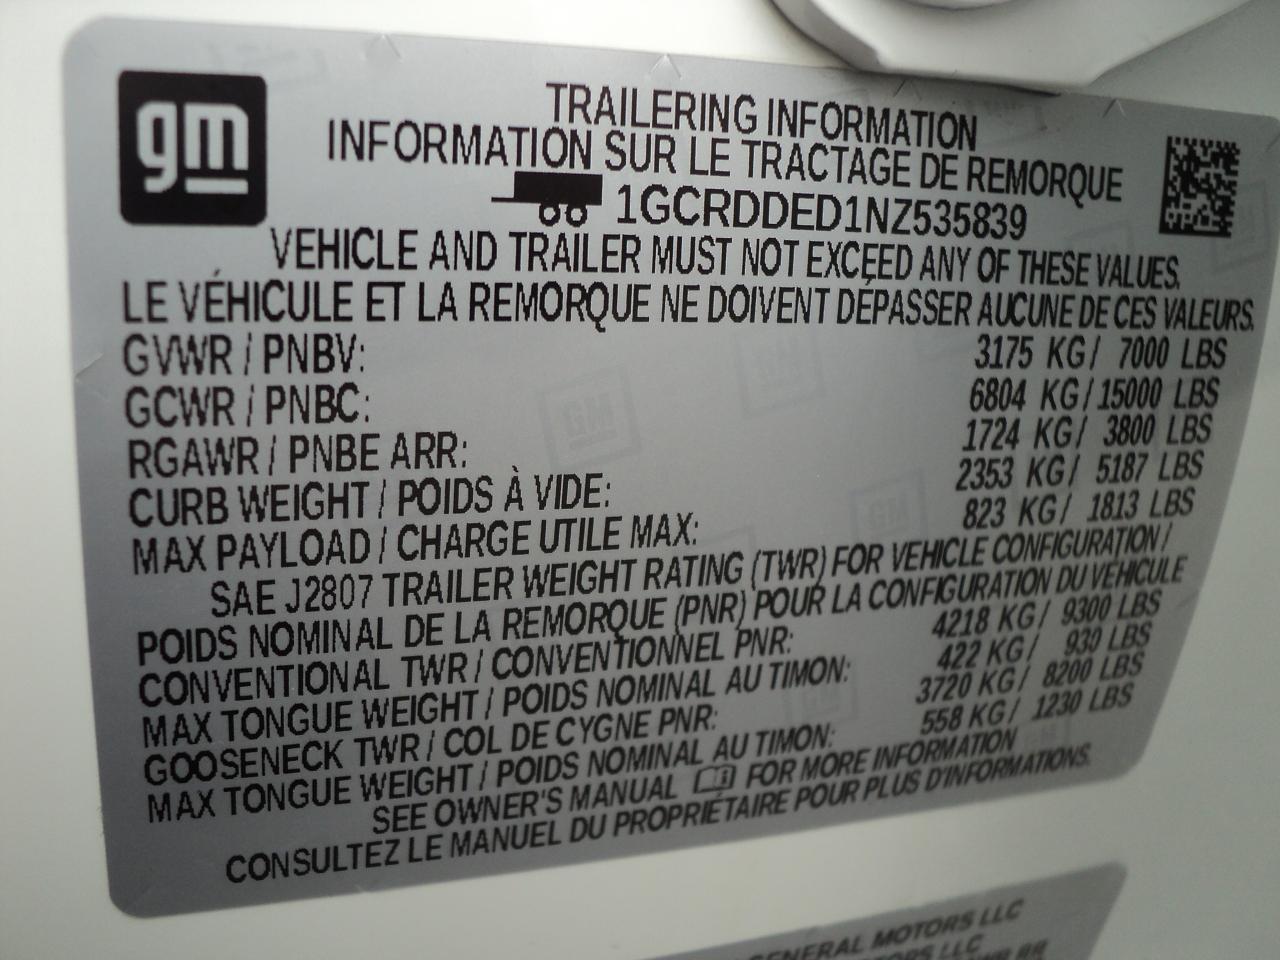 gm
TRAILERING INFORMATION
INFORMATION SUR LE TRACTAGE DE REMORQUE
1GCRDDED1NZ535839
VEHICLE AND TRAILER MUST NOT EXCEED ANY OF THESE VALUES.
LE VÉHICULE ET LA REMORQUE NE DOIVENT DÉPASSER AUCUNE DE CES VALEURS.
GVWR / PNBV: 3175 KG/ 7000 LBS
GCWR / PNBC: 6804 KG/15000 LBS
RGAWR / PNBE ARR: 1724 KG/ 3800 LBS
CURB WEIGHT / POIDS À VIDE: 2353 KG/ 5187 LBS
MAX PAYLOAD / CHARGE UTILE MAX: 823 KG/ 1813 LBS
SAE J2807 TRAILER WEIGHT RATING (TWR) FOR VEHICLE CONFIGURATION /
POIDS NOMINAL DE LA REMORQUE (PNR) POUR LA CONFIGURATION DU VÉHICULE
CONVENTIONAL TWR / CONVENTIONNEL PNR: 4218 KG/ 9300 LBS
MAX TONGUE WEIGHT / POIDS NOMINAL AU TIMON: 422 KG/ 930 LBS
GOOSENECK TWR / COL DE CYGNE PNR: 3720 KG/ 8200 LBS
MAX TONGUE WEIGHT / POIDS NOMINAL AU TIMON: 558 KG/ 1230 LBS
SEE OWNER'S MANUAL FOR MORE INFORMATION
CONSULTEZ LE MANUEL DU PROPRIÉTAIRE POUR PLUS D'INFORMATIONS.
GENERAL MOTORS LLC
LLC